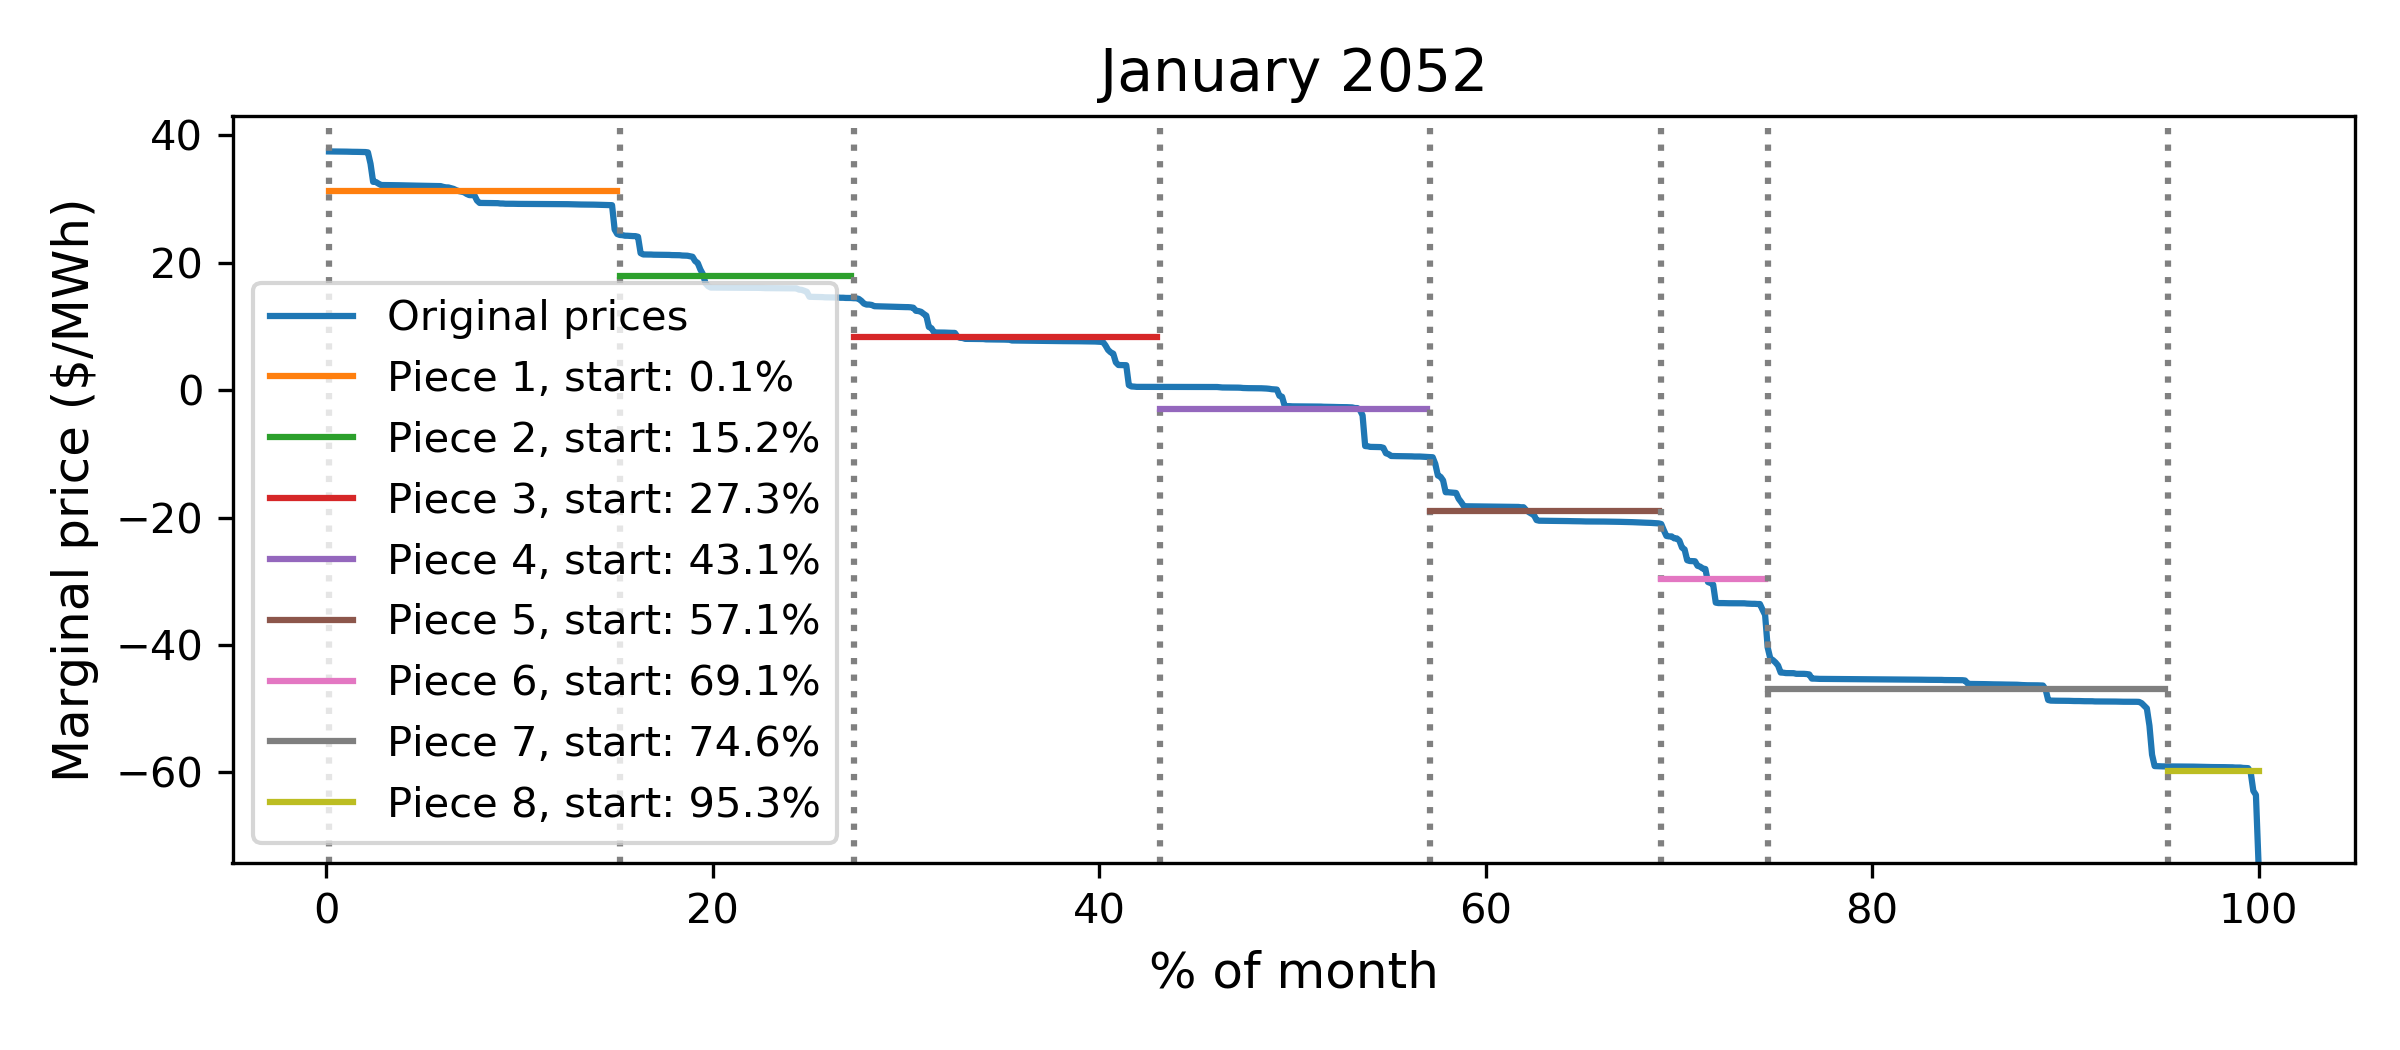 January 2052
Marginal price ($/MWh)
40
20
0
−20
−40
−60
Original prices
Piece 1, start: 0.1%
Piece 2, start: 15.2%
Piece 3, start: 27.3%
Piece 4, start: 43.1%
Piece 5, start: 57.1%
Piece 6, start: 69.1%
Piece 7, start: 74.6%
Piece 8, start: 95.3%
0 20 40 60 80 100
% of month